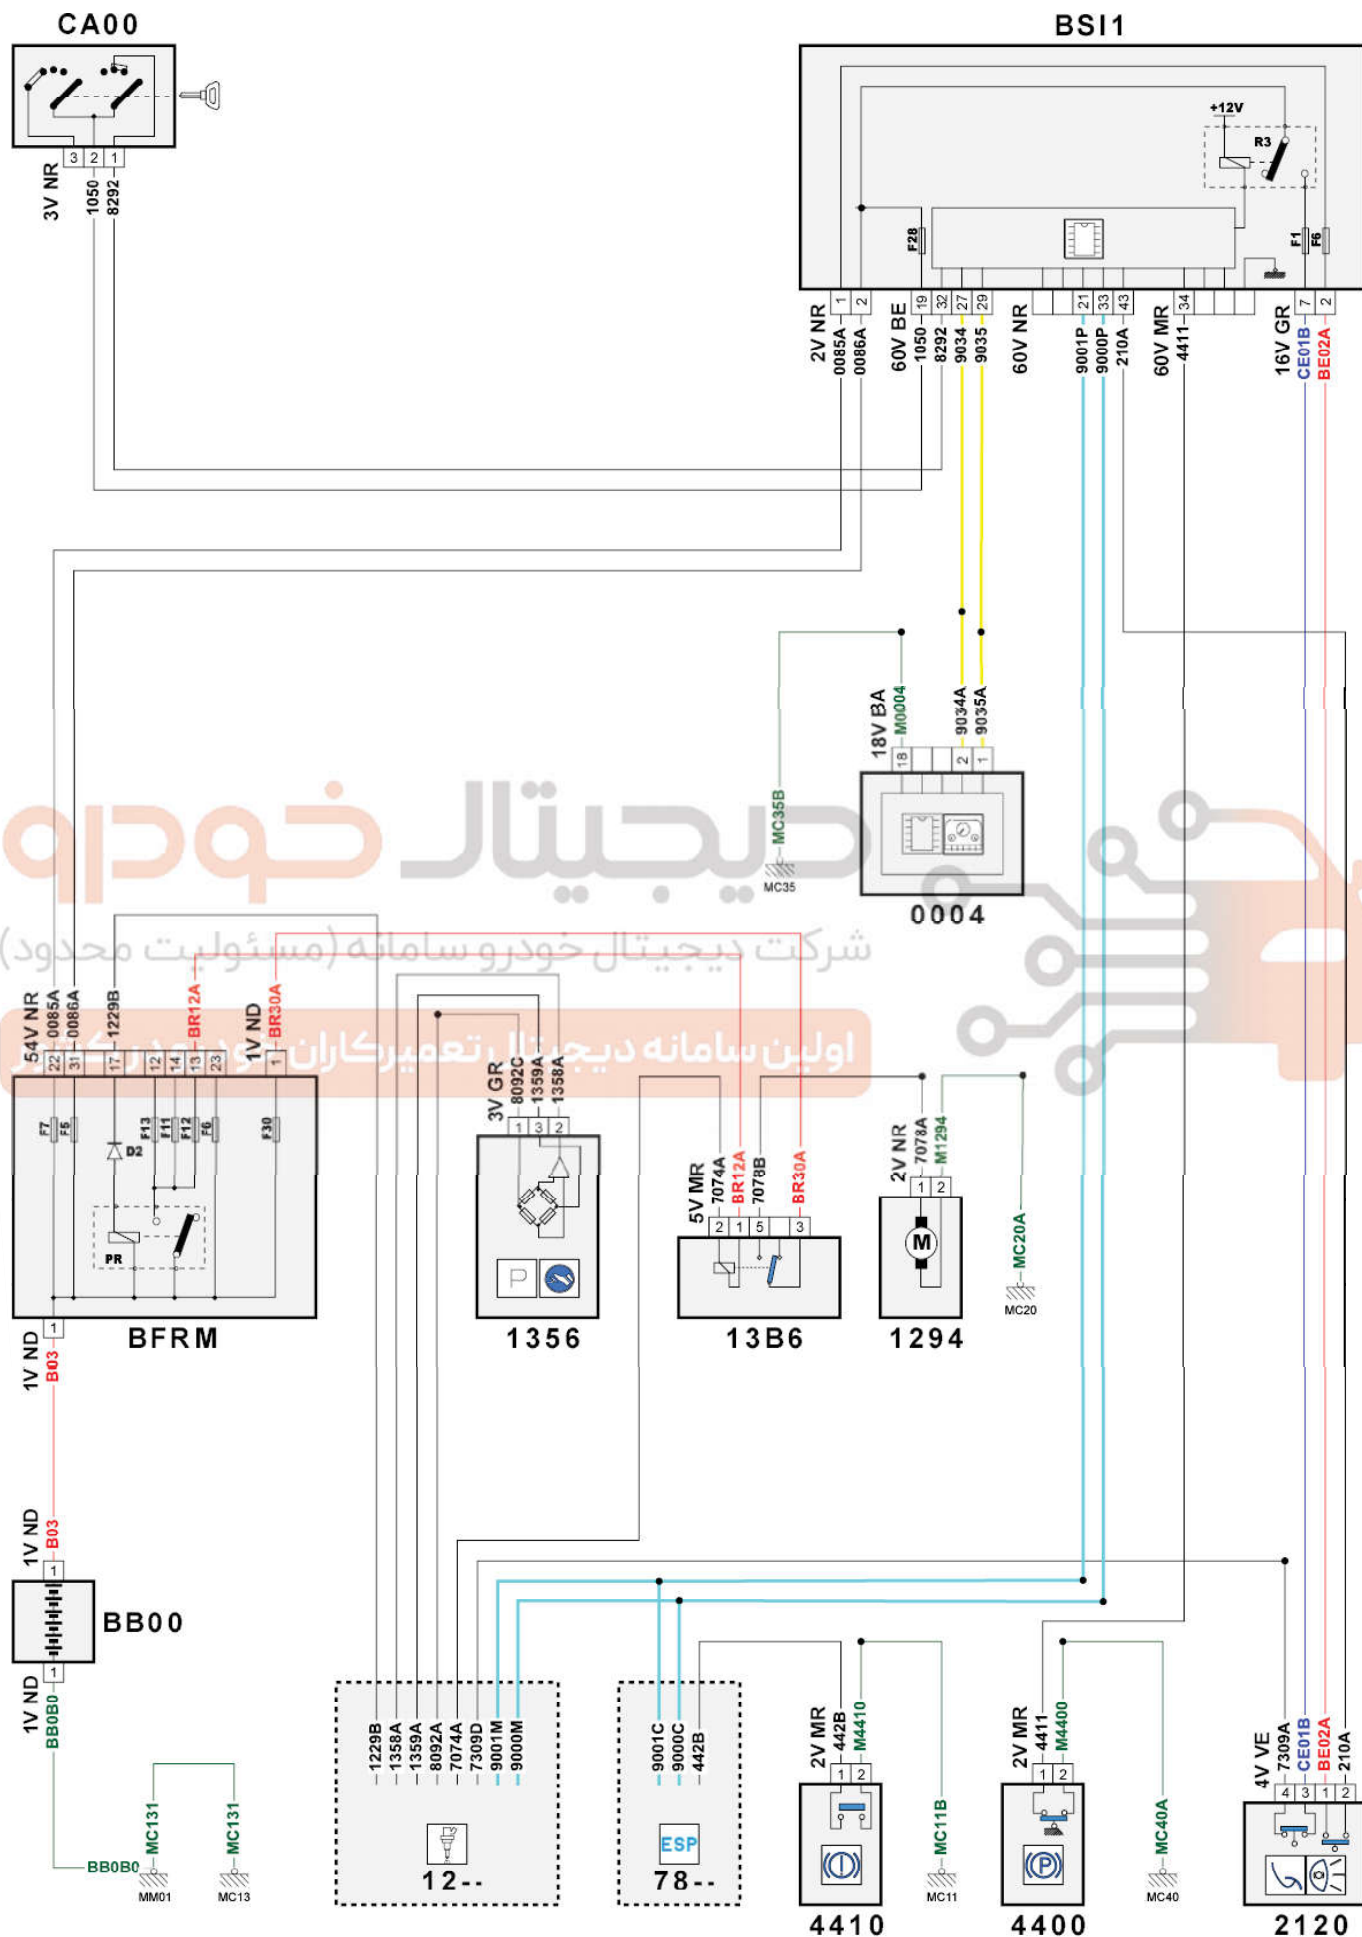 CA00
BSI1
+12V
R3
F28
F1
F6
3 2 1
3V NR
1050
8292
1 2
19 32 27 29
21 33 43
34
7 2
2V NR
0085A
0086A
60V BE
1050
8292
9034
9035
60V NR
9001P
9000P
210A
60V MR
4411
16V GR
CE01B
BE02A
18V BA
M0004
9034A
9035A
18 2 1
MC35B
MC35
0004
دیجیتال خودرو
شرکت دیجیتال خودرو سامانه (مسئولیت محدود)
اولین سامانه دیجیتال تعمیرکاران خودرو در کشور
54V NR
0085A
0086A
1229B
BR12A
1V ND
BR30A
22 31 17 12 14 13 23 1
F7
F5
D2
F13
F11
F12
F6
F30
PR
1
BFRM
3V GR
8092C
1359A
1358A
1 3 2
P
1356
5V MR
7074A
BR12A
7078B
BR30A
2 1 5 3
13B6
2V NR
7078A
M1294
1 2
M
1294
MC20A
MC20
1V ND
B03
1V ND
B03
1
BB00
1
1V ND
BB0B0
BB0B0
MC131
MC131
MM01
MC13
1229B
1358A
1359A
8092A
7074A
7309D
9001M
9000M
12--
9001C
9000C
442B
ESP
78--
2V MR
442B
M4410
1 2
4410
MC11B
MC11
2V MR
4411
M4400
1 2
P
4400
MC40A
MC40
4V VE
7309A
CE01B
BE02A
210A
4 3 1 2
2120